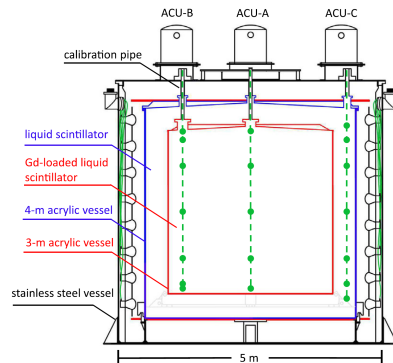 ACU-B ACU-A ACU-C
calibration pipe
liquid scintillator
Gd-loaded liquid
scintillator
4-m acrylic vessel
3-m acrylic vessel
stainless steel vessel
5 m